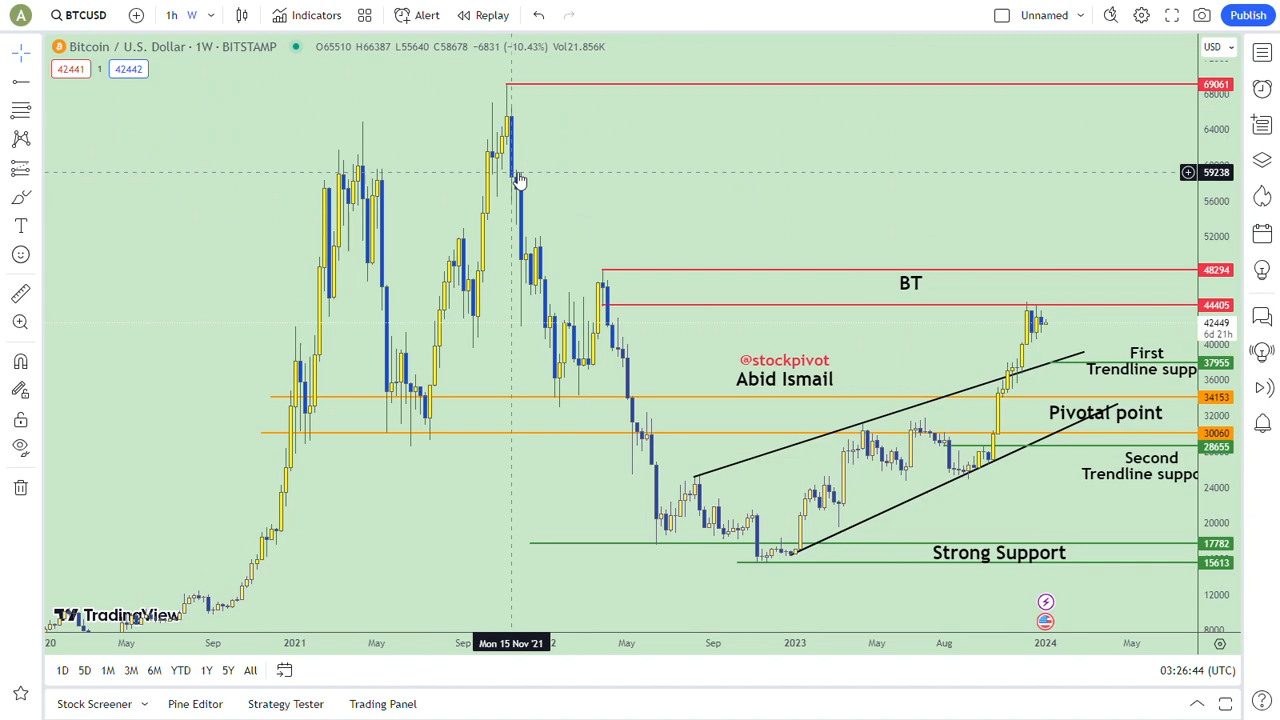 A
BTCUSD
1h W
Indicators
Alert
Replay
Unnamed
Publish
Bitcoin / U.S. Dollar · 1W · BITSTAMP
O65510 H66387 L55640 C58678 −6831 (−10.43%) Vol21.856K
USD
42441 1 42442
69061
68000
64000
59238
56000
52000
48294
BT
44405
42449
6d 21h
40000
First
Trendline supp
37955
36000
@stockpivot
Abid Ismail
34153
32000
Pivotal point
30060
28655
Second
Trendline suppo
24000
20000
17782
Strong Support
15613
12000
8000
TradingView
20 May Sep 2021 May Sep Mon 15 Nov '21 2 May Sep 2023 May Aug 2024 May
1D 5D 1M 3M 6M YTD 1Y 5Y All
03:26:44 (UTC)
Stock Screener Pine Editor Strategy Tester Trading Panel